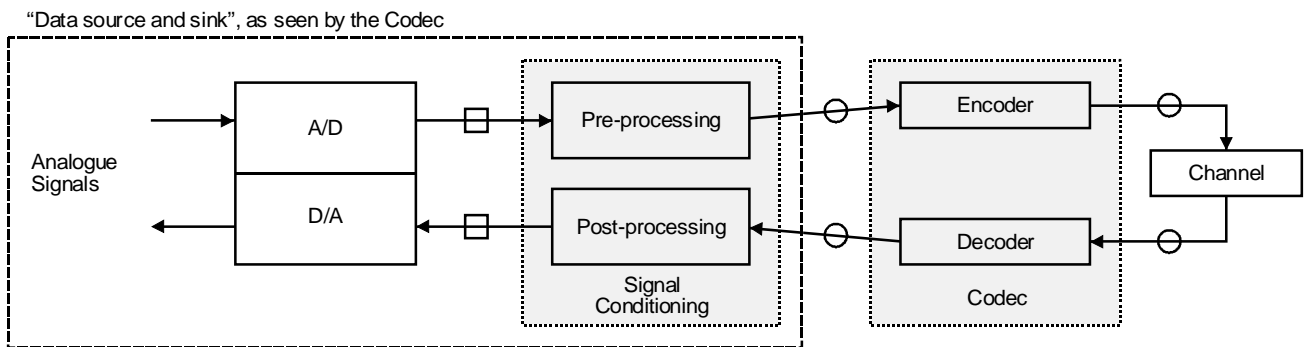 “Data source and sink”, as seen by the Codec
Analogue
Signals
A/D
D/A
Pre-processing
Post-processing
Signal
Conditioning
Encoder
Decoder
Codec
Channel